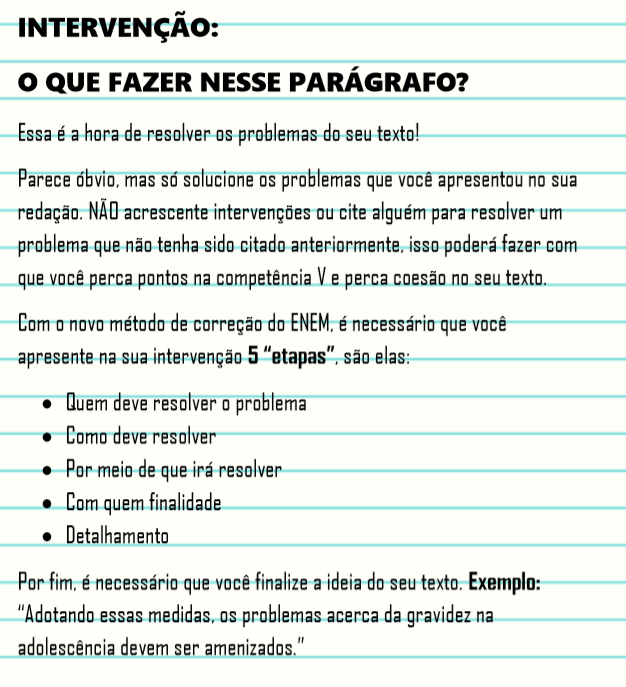 INTERVENÇÃO:
O QUE FAZER NESSE PARÁGRAFO?
Essa é a hora de resolver os problemas do seu texto!
Parece óbvio, mas só solucione os problemas que você apresentou no sua
redação. NÃO acrescente intervenções ou cite alguém para resolver um
problema que não tenha sido citado anteriormente, isso poderá fazer com
que você perca pontos na competência V e perca coesão no seu texto.
Com o novo método de correção do ENEM, é necessário que você
apresente na sua intervenção 5 "etapas", são elas:
• Quem deve resolver o problema
• Como deve resolver
• Por meio de que irá resolver
• Com quem finalidade
• Detalhamento
Por fim, é necessário que você finalize a ideia do seu texto. Exemplo:
"Adotando essas medidas, os problemas acerca da gravidez na
adolescência devem ser amenizados."